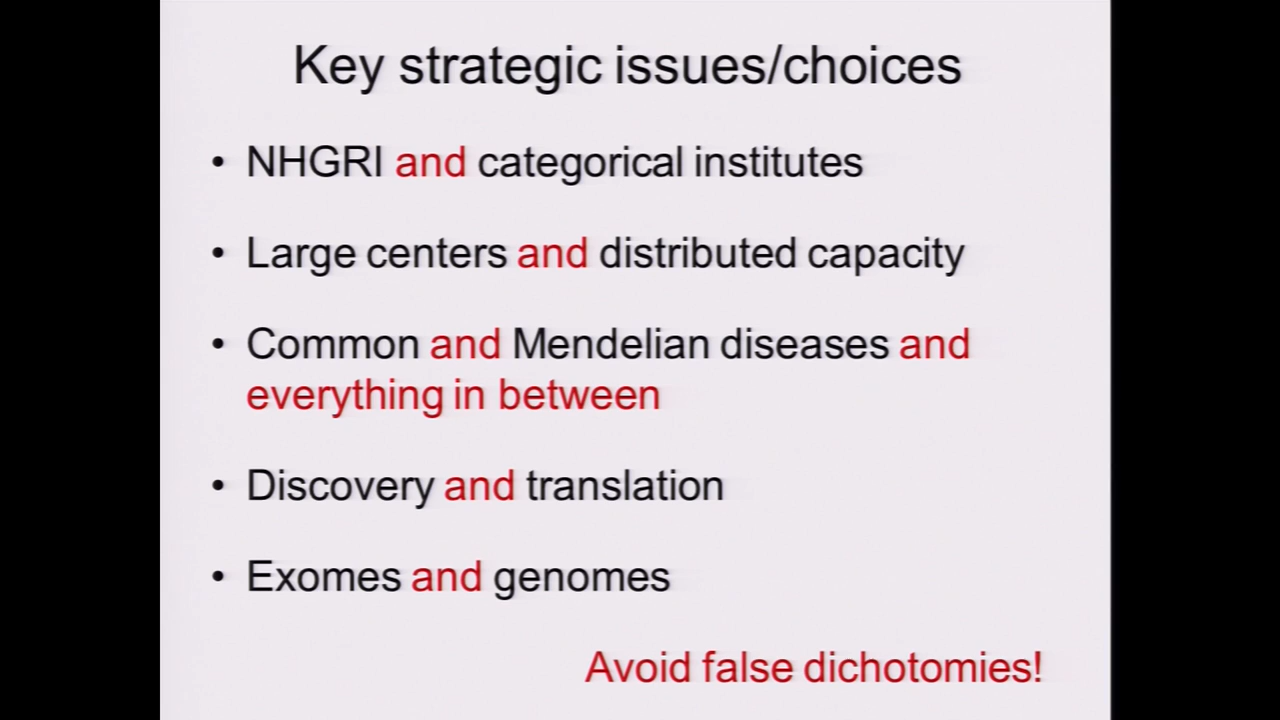 Key strategic issues/choices
• NHGRI and categorical institutes
• Large centers and distributed capacity
• Common and Mendelian diseases and
everything in between
• Discovery and translation
• Exomes and genomes
Avoid false dichotomies!